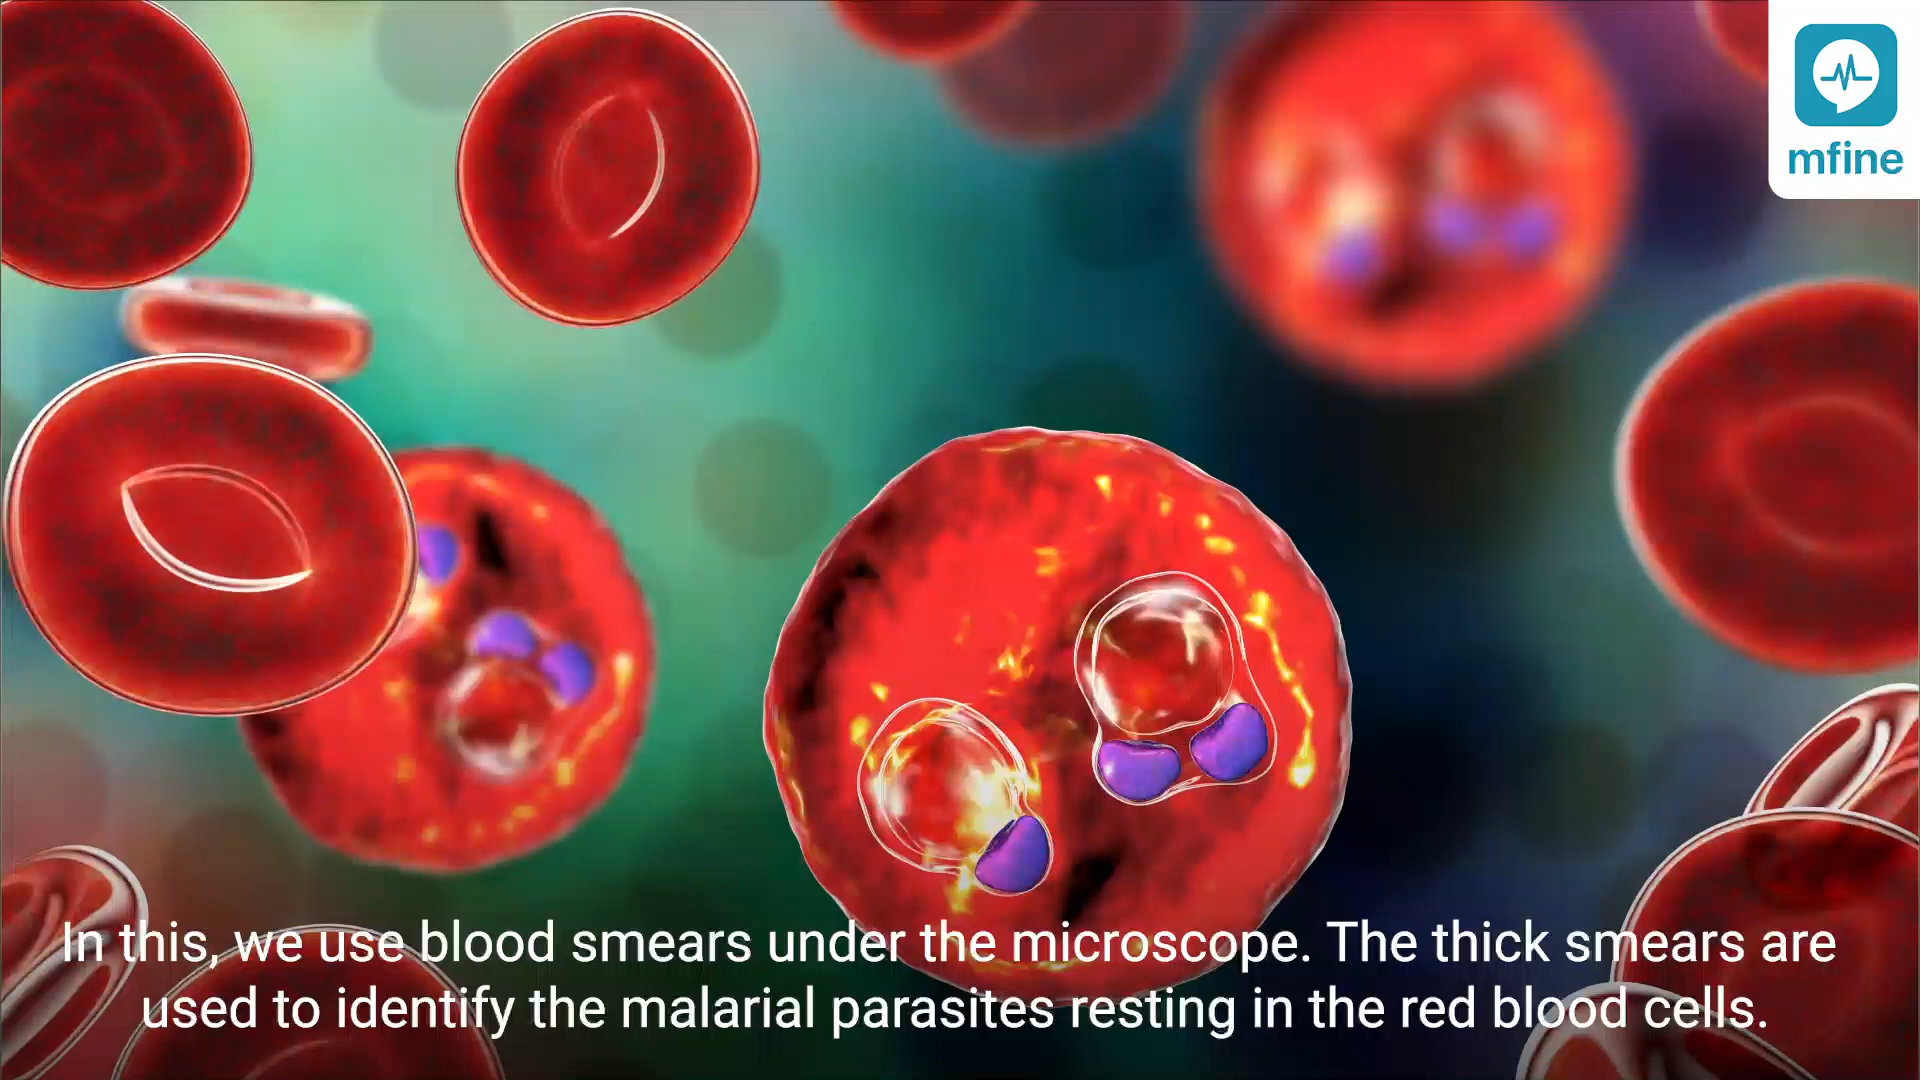 mfine
In this, we use blood smears under the microscope. The thick smears are
used to identify the malarial parasites resting in the red blood cells.